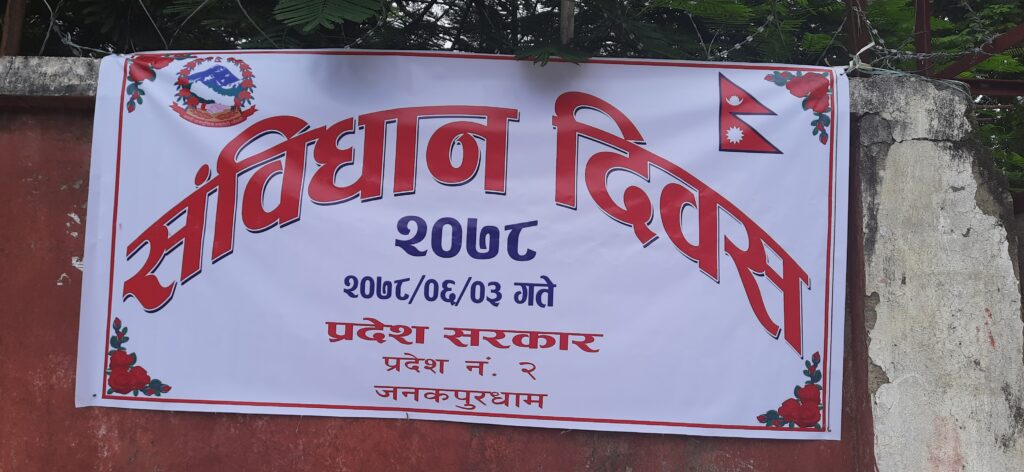 संविधान दिवस
२०७८
२०७८/०६/०३ गते
प्रदेश सरकार
प्रदेश नं. २
जनकपुरधाम